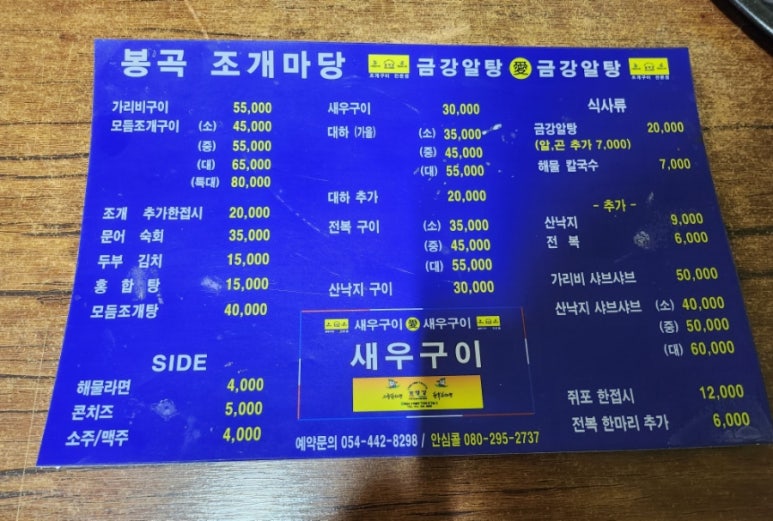 봉곡 조개마당 금강알탕 愛 금강알탕
조개구이 전문점
가리비구이 55,000
모듬조개구이 (소) 45,000
(중) 55,000
(대) 65,000
(특대) 80,000
조개 추가한접시 20,000
문어 숙회 35,000
두부 김치 15,000
홍합탕 15,000
모듬조개탕 40,000
SIDE
해물라면 4,000
콘치즈 5,000
소주/맥주 4,000
새우구이 30,000
대하 (가을) (소) 35,000
(중) 45,000
(대) 55,000
대하 추가 20,000
전복 구이 (소) 35,000
(중) 45,000
(대) 55,000
산낙지 구이 30,000
새우구이 愛 새우구이
새우구이
예약문의 054-442-8298 / 안심콜 080-295-2737
식사류
금강알탕 20,000
(알,곤 추가 7,000)
해물 칼국수 7,000
- 추가 -
산낙지 9,000
전복 6,000
가리비 샤브샤브 50,000
산낙지 샤브샤브 (소) 40,000
(중) 50,000
(대) 60,000
쥐포 한접시 12,000
전복 한마리 추가 6,000